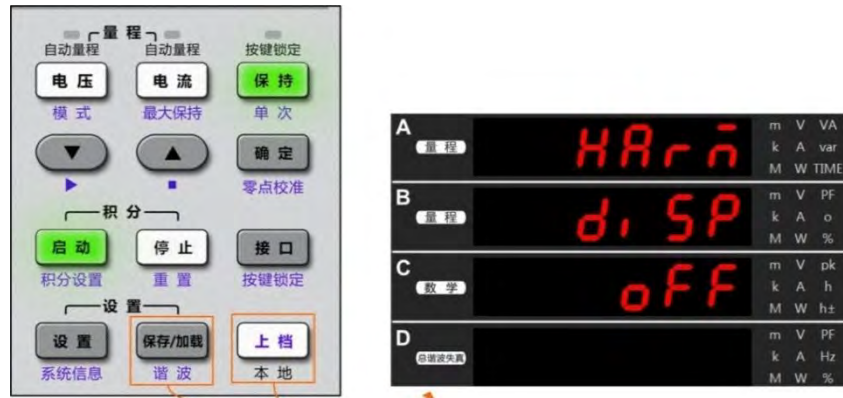 量 程
自动量程 自动量程 按键锁定
电 压 电 流 保 持
模 式 最大保持 单 次
确 定
零点校准
积 分
启 动 停 止 接 口
积分设置 重 置 按键锁定
设 置
设 置 保存/加载 上 档
系统信息 谐 波 本 地
A 量 程 HArn m V VA
k A var
M W TIME
B 量 程 diSP m V PF
k A o
M W %
C 数 学 oFF m V pk
k A h
M W h±
D 总谐波失真 m V PF
k A Hz
M W %